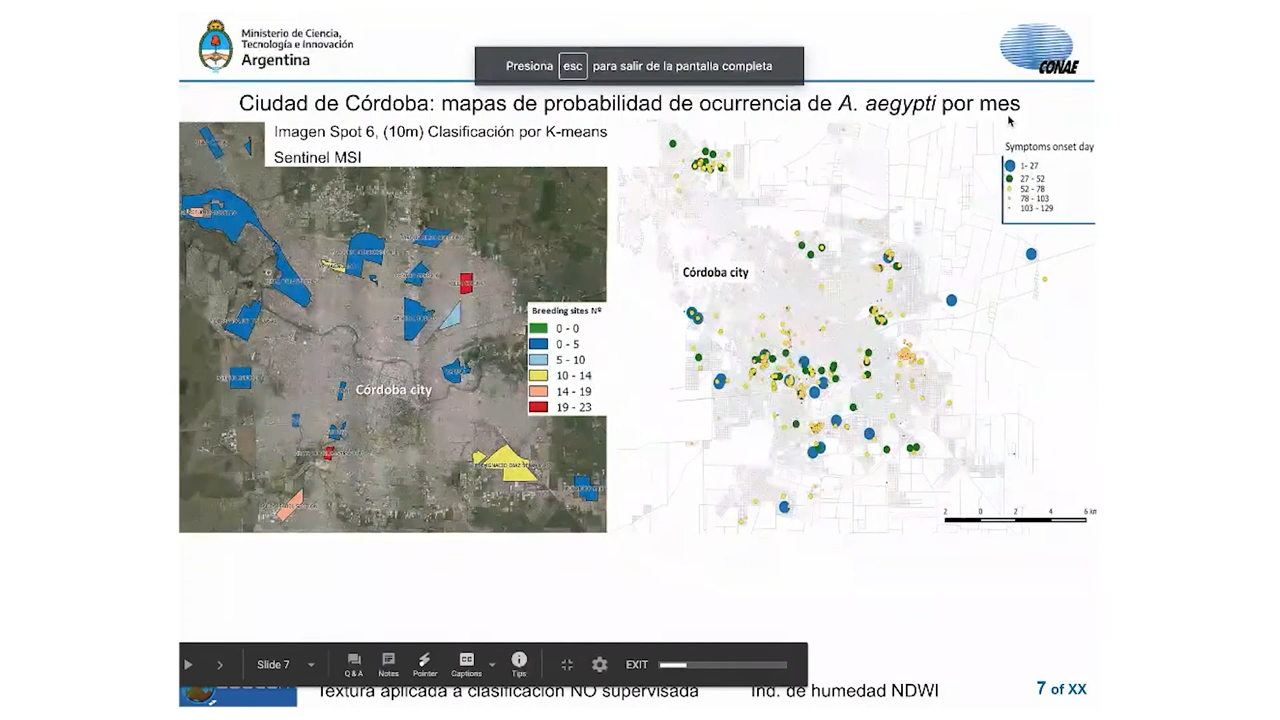 Ministerio de Ciencia,
Tecnología e Innovación
Argentina
CONAE
Presiona esc para salir de la pantalla completa
Ciudad de Córdoba: mapas de probabilidad de ocurrencia de A. aegypti por mes
Imagen Spot 6, (10m) Clasificación por K-means
Sentinel MSI
Breeding sites Nº
0 - 0
0 - 5
5 - 10
10 - 14
14 - 19
19 - 23
Córdoba city
Symptoms onset day
1- 27
27 - 52
52 - 78
78 - 103
103 - 129
Córdoba city
2 0 2 4 6 km
Slide 7
Q & A
Notes
Pointer
Captions
Tips
EXIT
Textura aplicada a clasificación NO supervisada
Ind. de humedad NDWI
7 of XX